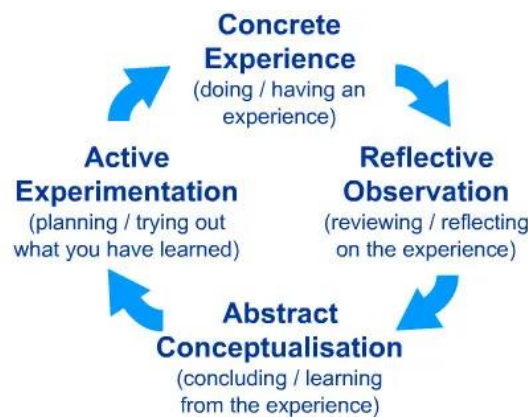 Concrete
Experience
(doing / having an
experience)
Reflective
Observation
(reviewing / reflecting
on the experience)
Abstract
Conceptualisation
(concluding / learning
from the experience)
Active
Experimentation
(planning / trying out
what you have learned)